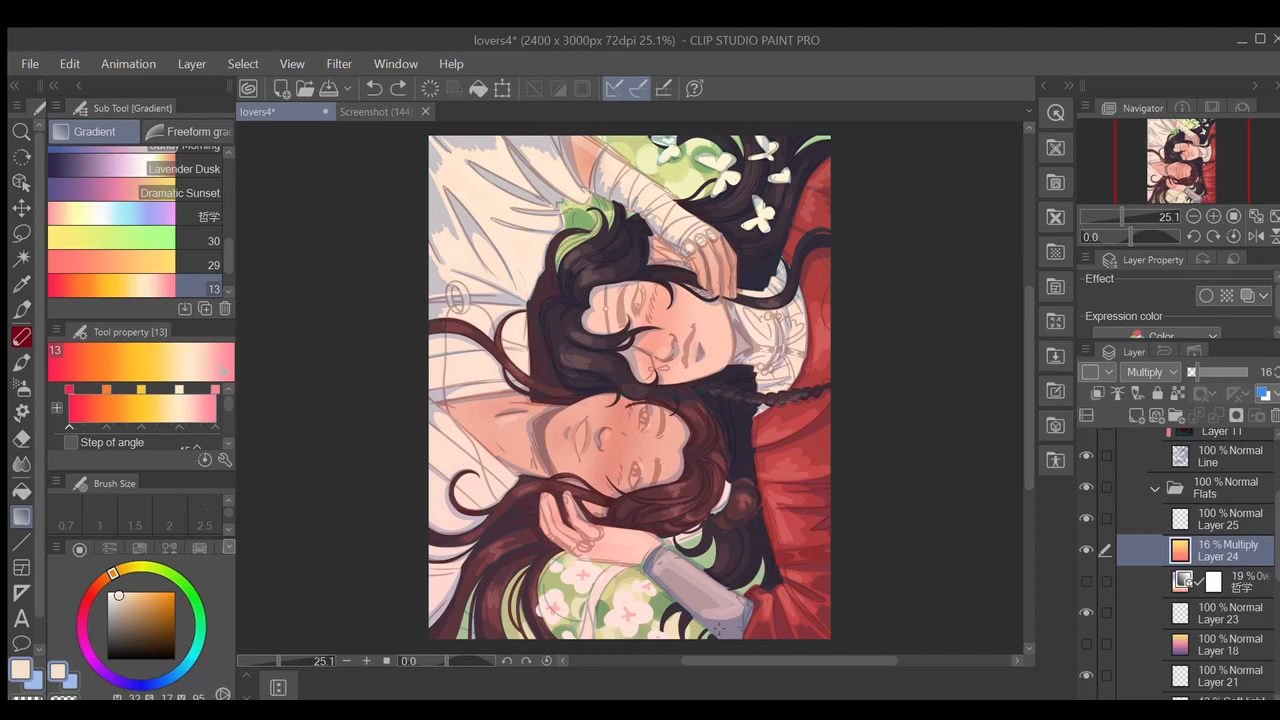 lovers4* (2400 x 3000px 72dpi 25.1%) - CLIP STUDIO PAINT PRO
File Edit Animation Layer Select View Filter Window Help
Sub Tool [Gradient]
lovers4*
Screenshot (144)
Navigator
Gradient
Freeform gra
Lavender Dusk
Dramatic Sunset
哲学
30
29
13
25.1
0.0
Layer Property
Effect
Expression color
Color
Tool property [13]
13
Step of angle
Layer
Multiply
16
Layer 11
100 %Normal
Line
100 %Normal
Flats
100 %Normal
Layer 25
16 %Multiply
Layer 24
哲学
100 %Normal
Layer 23
100 %Normal
Layer 18
100 %Normal
Layer 21
Brush Size
0.7 1 1.5 2 2.5
25.1
0.0